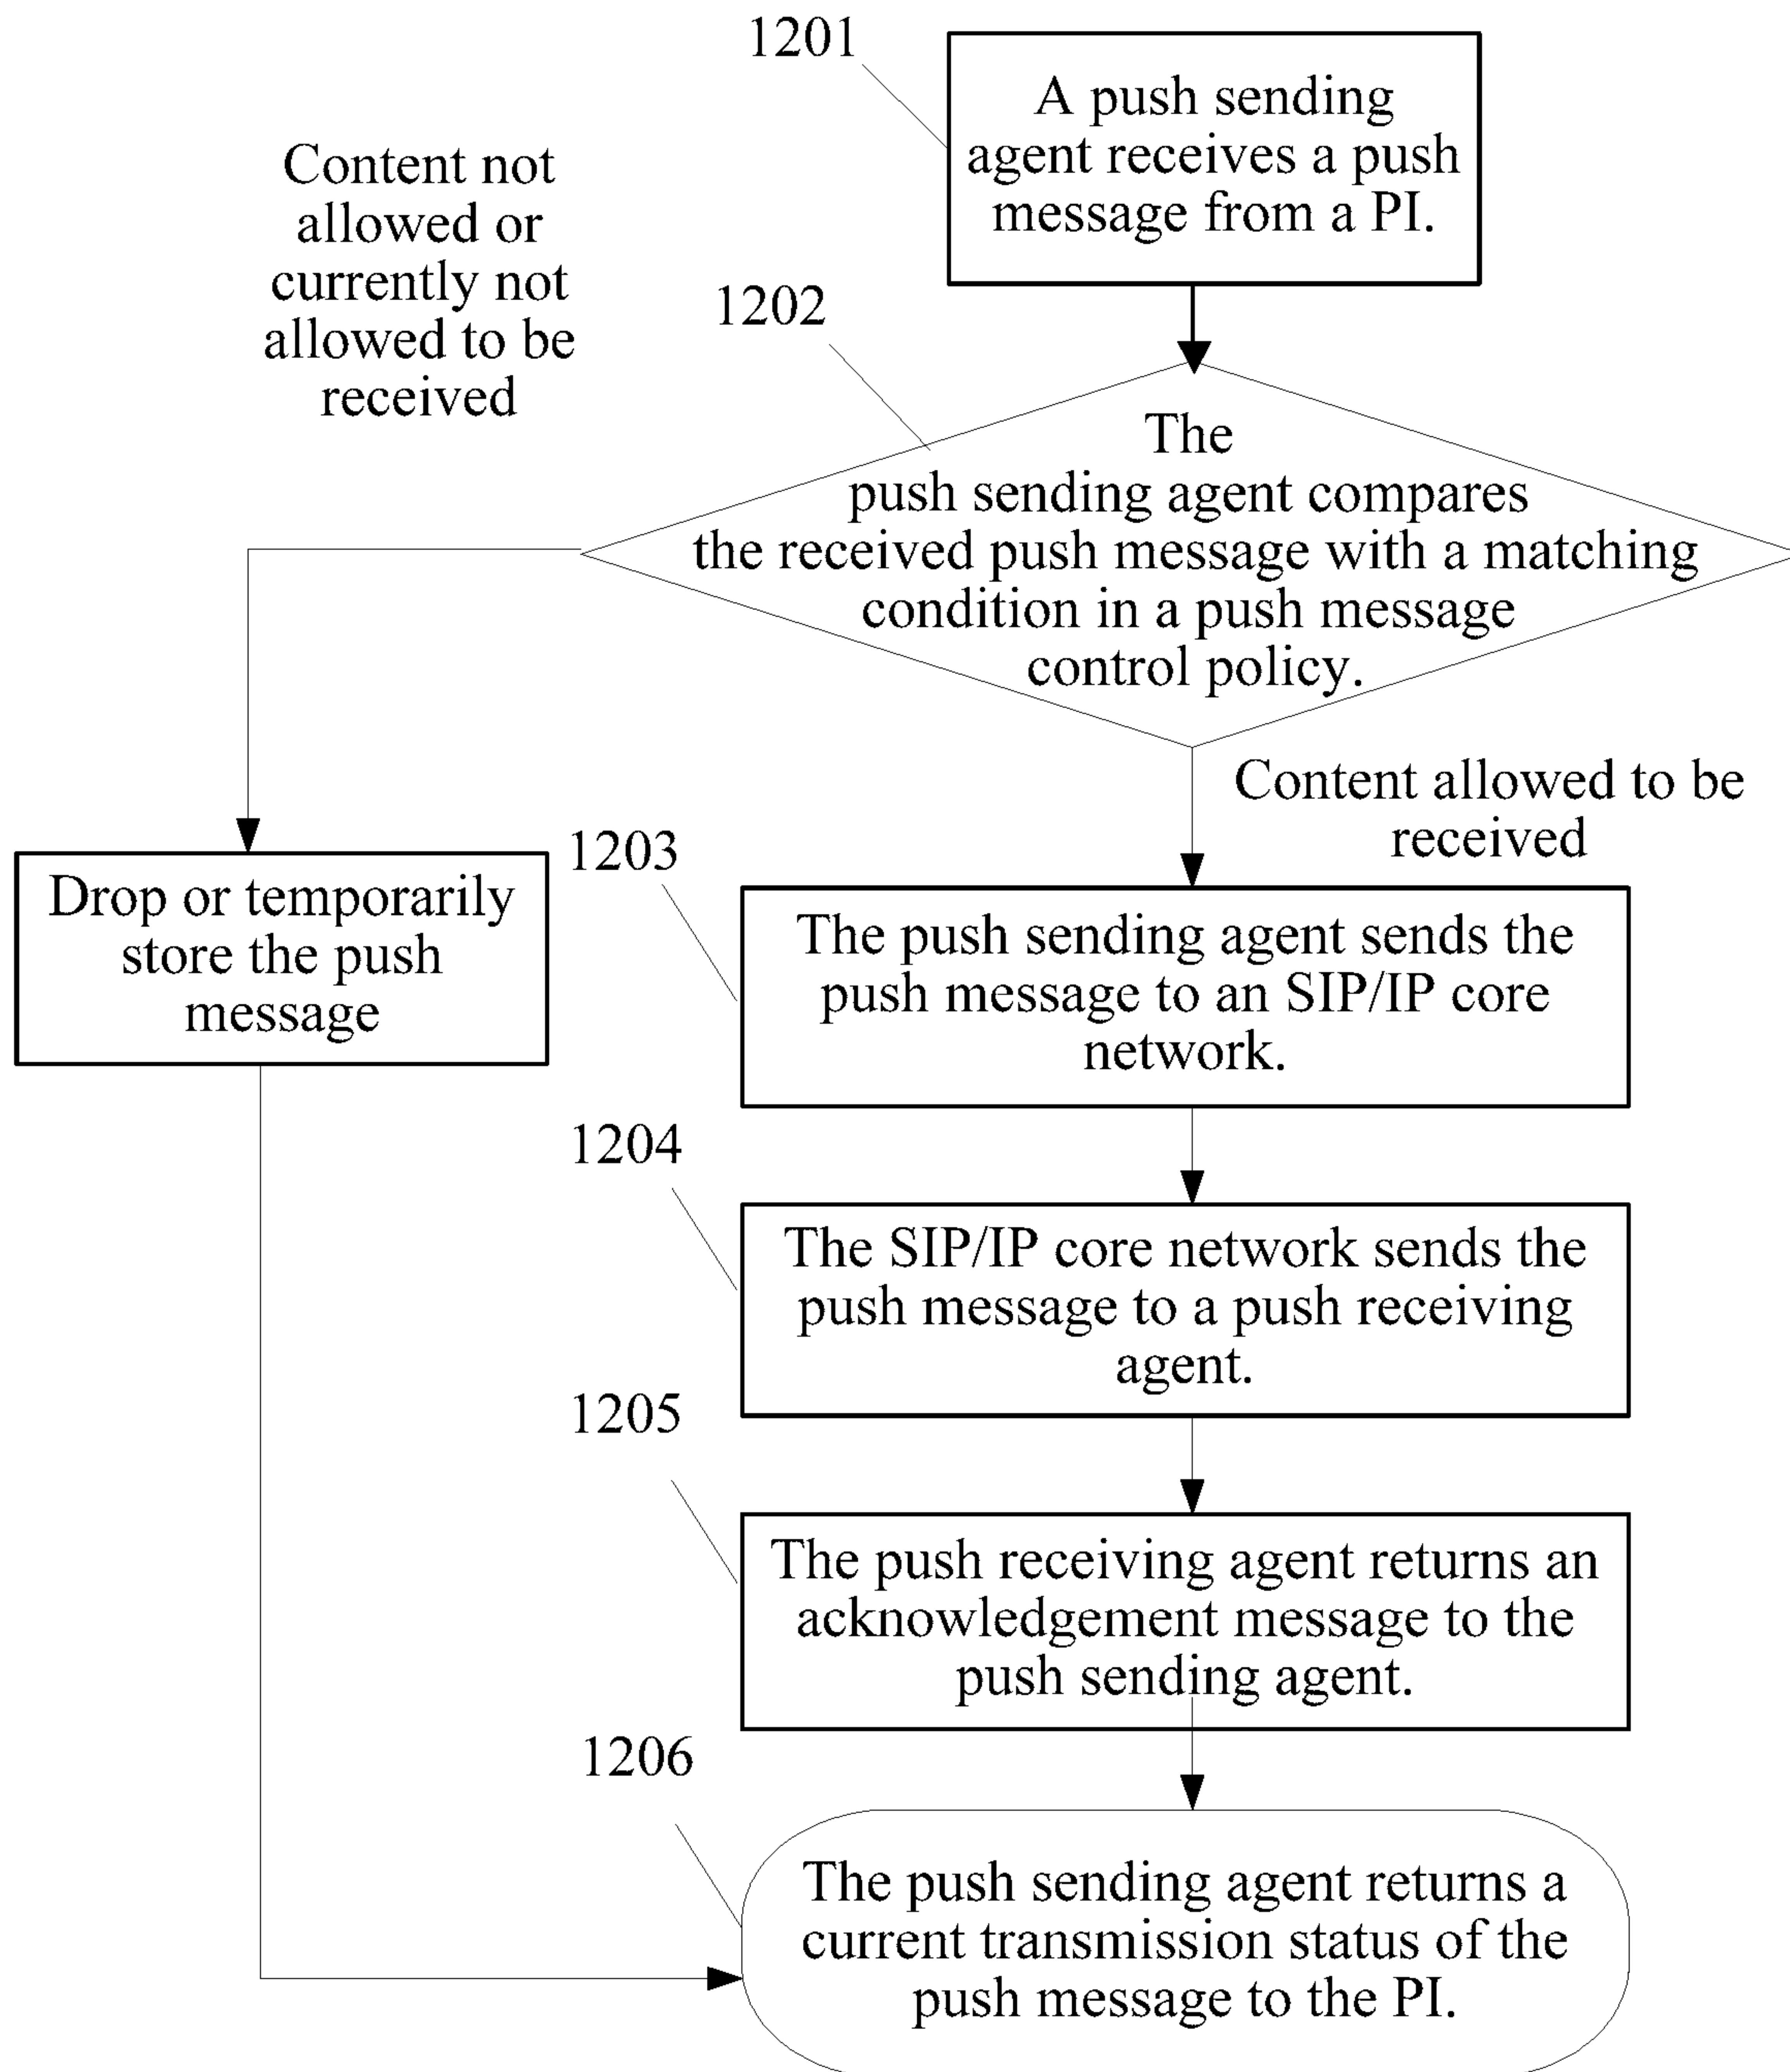 1201
A push sending
agent receives a push
message from a PI.
Content not
allowed or
currently not
allowed to be
received
1202
The
push sending agent compares
the received push message with a matching
condition in a push message
control policy.
Content allowed to be
received
Drop or temporarily
store the push
message
1203
The push sending agent sends the
push message to an SIP/IP core
network.
1204
The SIP/IP core network sends the
push message to a push receiving
agent.
1205
The push receiving agent returns an
acknowledgement message to the
push sending agent.
1206
The push sending agent returns a
current transmission status of the
push message to the PI.